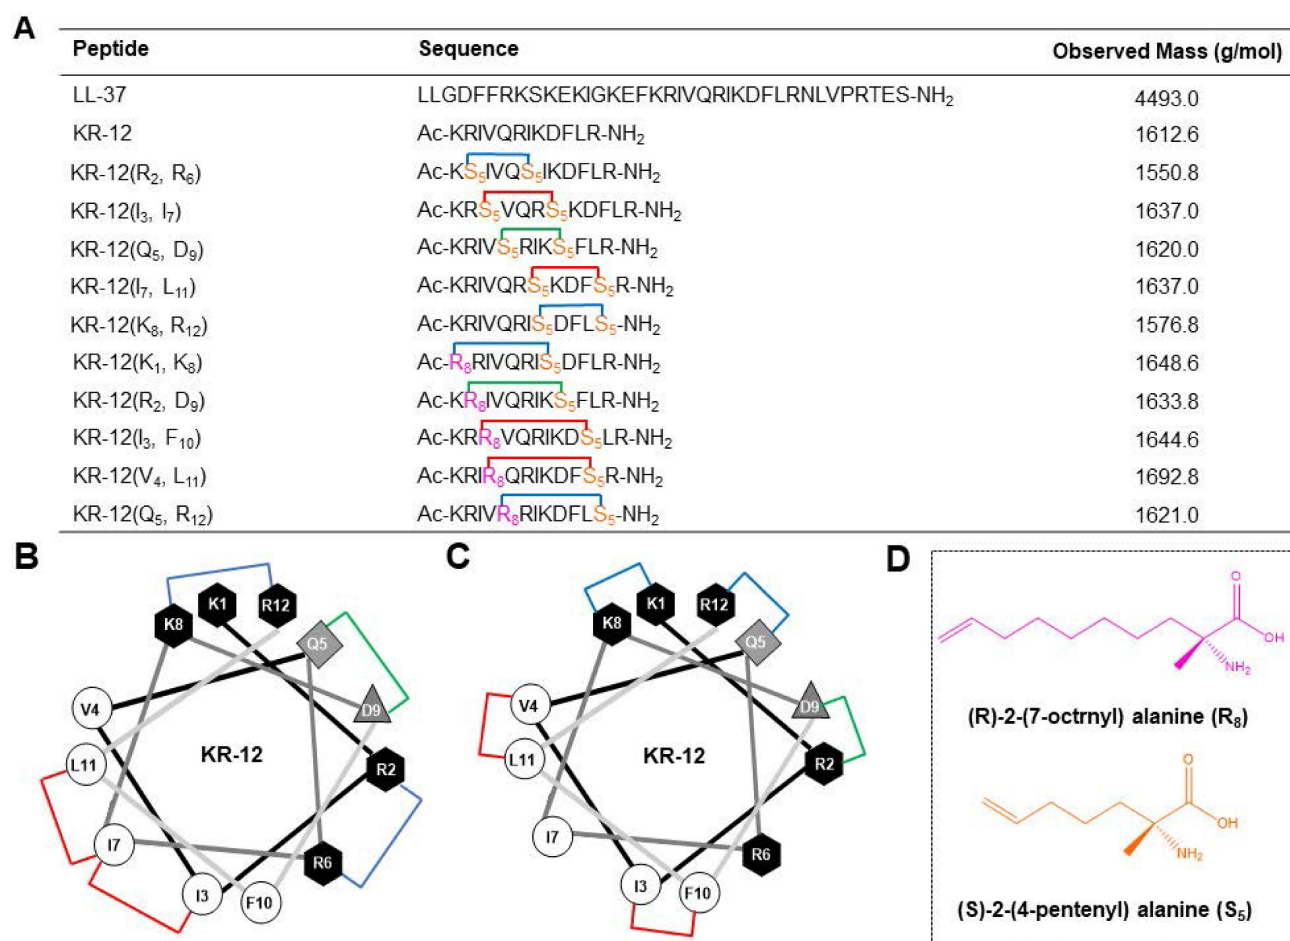 A
Peptide Sequence Observed Mass (g/mol)
LL-37 LLGDFFRKSKEKIGKEFKRIVQRIKDFLRNLVPRTES-NH2 4493.0
KR-12 Ac-KRIVQRIKDFLR-NH2 1612.6
KR-12(R2, R6) Ac-KS5IVQS5IKDFLR-NH2 1550.8
KR-12(I3, I7) Ac-KRS5VQRS5KDFLR-NH2 1637.0
KR-12(Q5, D9) Ac-KRIVS5RIKS5FLR-NH2 1620.0
KR-12(I7, L11) Ac-KRIVQRS5KDFS5R-NH2 1637.0
KR-12(K8, R12) Ac-KRIVQRIS5DFLS5-NH2 1576.8
KR-12(K1, K8) Ac-R8RIVQRIS5DFLR-NH2 1648.6
KR-12(R2, D9) Ac-KR8IVQRIKS5FLR-NH2 1633.8
KR-12(I3, F10) Ac-KRR8VQRIKDS5LR-NH2 1644.6
KR-12(V4, L11) Ac-KRIR8QRIKDFS5R-NH2 1692.8
KR-12(Q5, R12) Ac-KRIVR8RIKDFLS5-NH2 1621.0
B
K8
K1
R12
Q5
D9
V4
L11
KR-12
R2
I7
R6
I3
F10
C
K8
K1
R12
Q5
D9
V4
L11
KR-12
R2
I7
R6
I3
F10
D
O
OH
NH2
(R)-2-(7-octrnyl) alanine (R8)
O
OH
NH2
(S)-2-(4-pentenyl) alanine (S5)